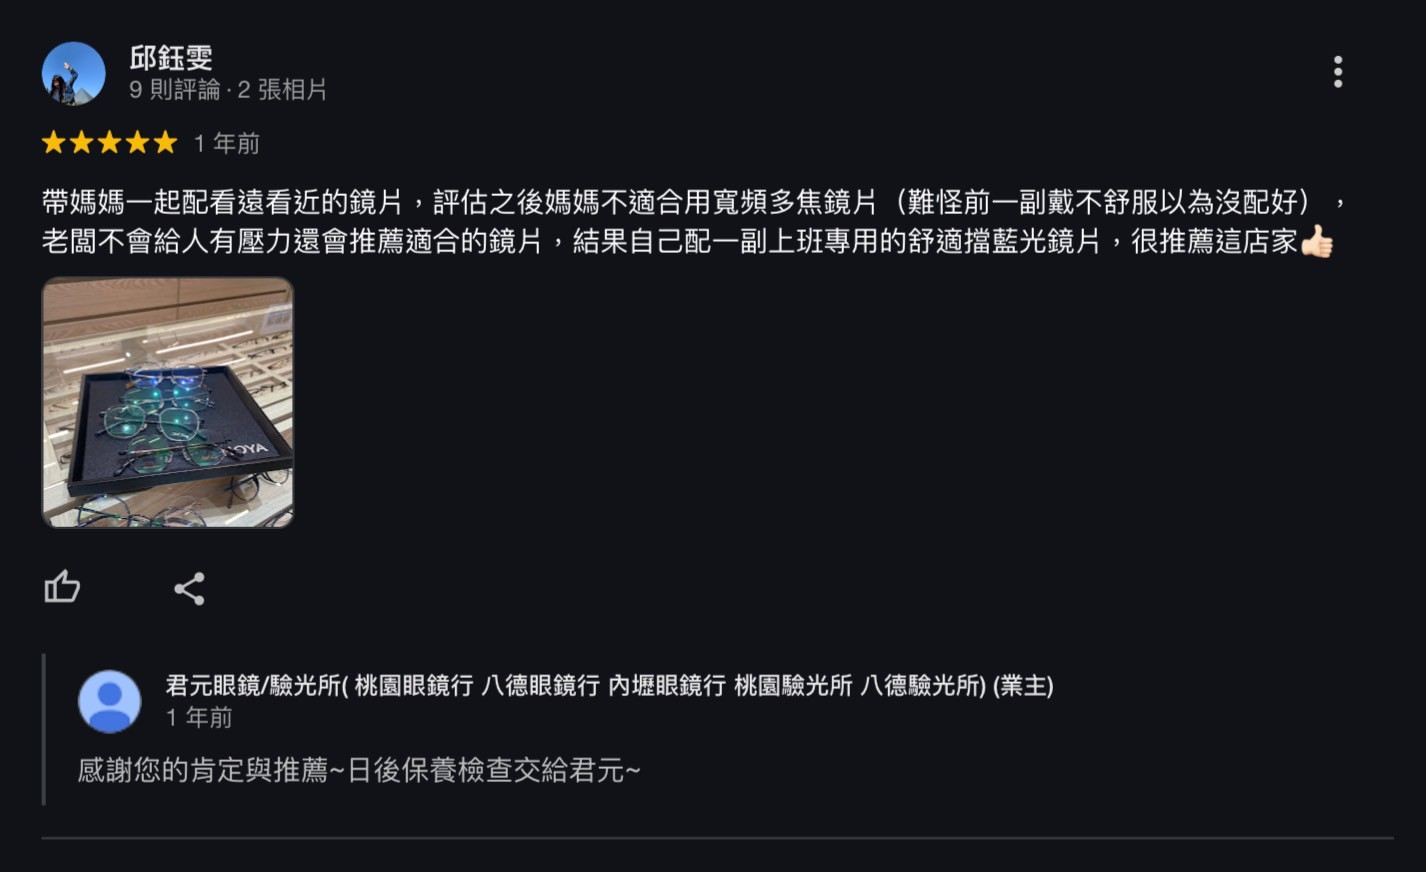 邱鈺雯
9 則評論 · 2 張相片
1 年前
帶媽媽一起配看遠看近的鏡片，評估之後媽媽不適合用寬頻多焦鏡片（難怪前一副戴不舒服以為沒配好），
老闆不會給人有壓力還會推薦適合的鏡片，結果自己配一副上班專用的舒適擋藍光鏡片，很推薦這店家👍🏻
HOYA
君元眼鏡/驗光所( 桃園眼鏡行 八德眼鏡行 內壢眼鏡行 桃園驗光所 八德驗光所) (業主)
1 年前
感謝您的肯定與推薦~日後保養檢查交給君元~